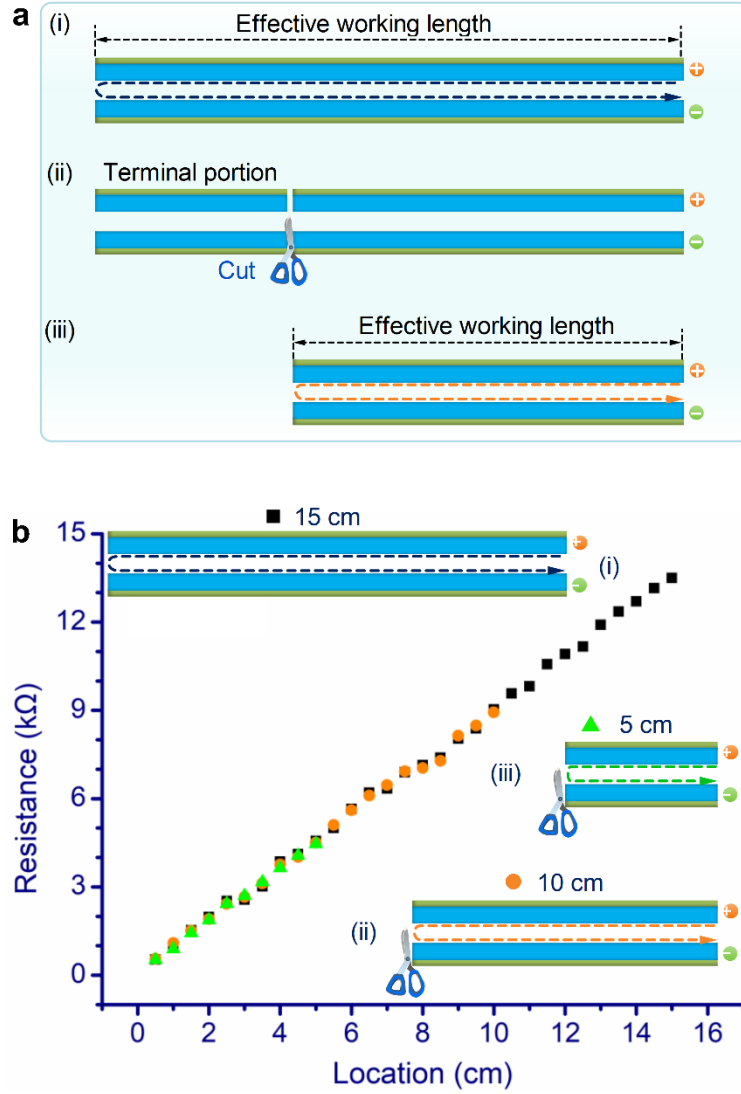 a
(i)
Effective working length
+
−
(ii)
Terminal portion
+
−
Cut
(iii)
Effective working length
+
−
b
■ 15 cm
+
−
(i)
▲ 5 cm
(iii)
+
−
● 10 cm
(ii)
+
−
15
12
9
6
3
0
Resistance (kΩ)
0 2 4 6 8 10 12 14 16
Location (cm)